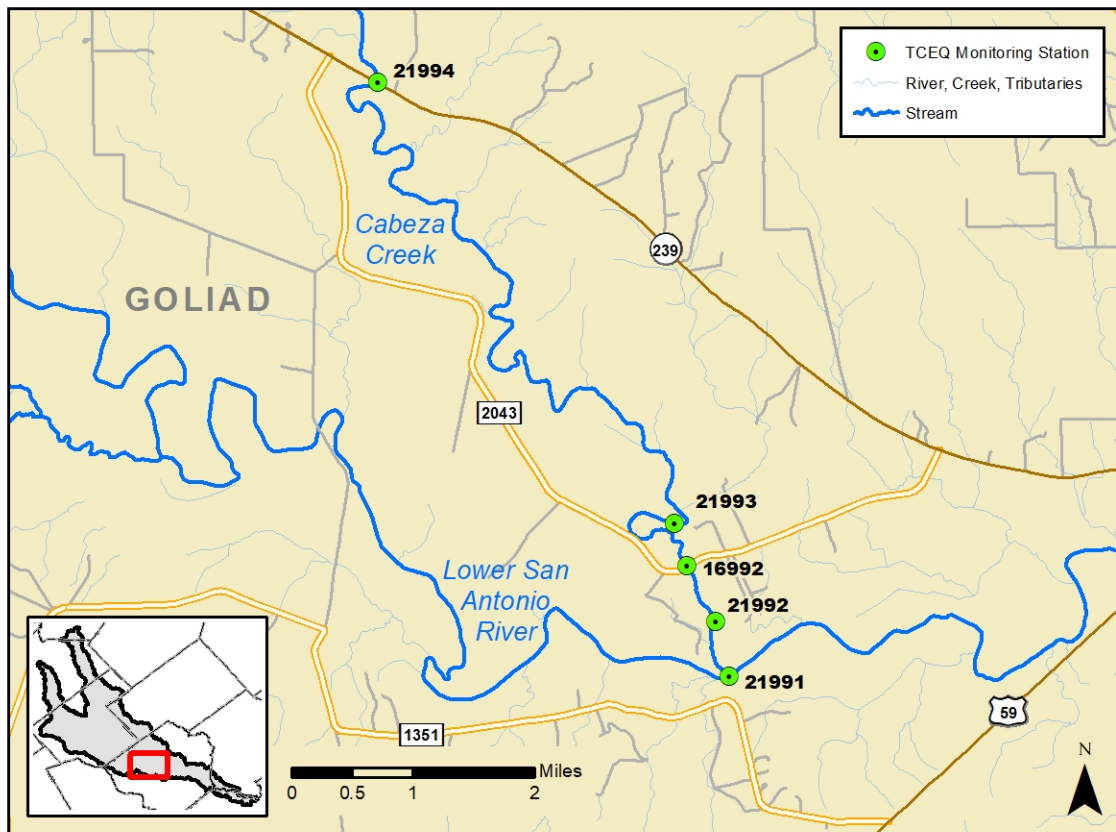 21994
TCEQ Monitoring Station
River, Creek, Tributaries
Stream
Cabeza
Creek
239
GOLIAD
2043
21993
16992
Lower San
Antonio
River
21992
21991
59
1351
Miles
0 0.5 1 2
N